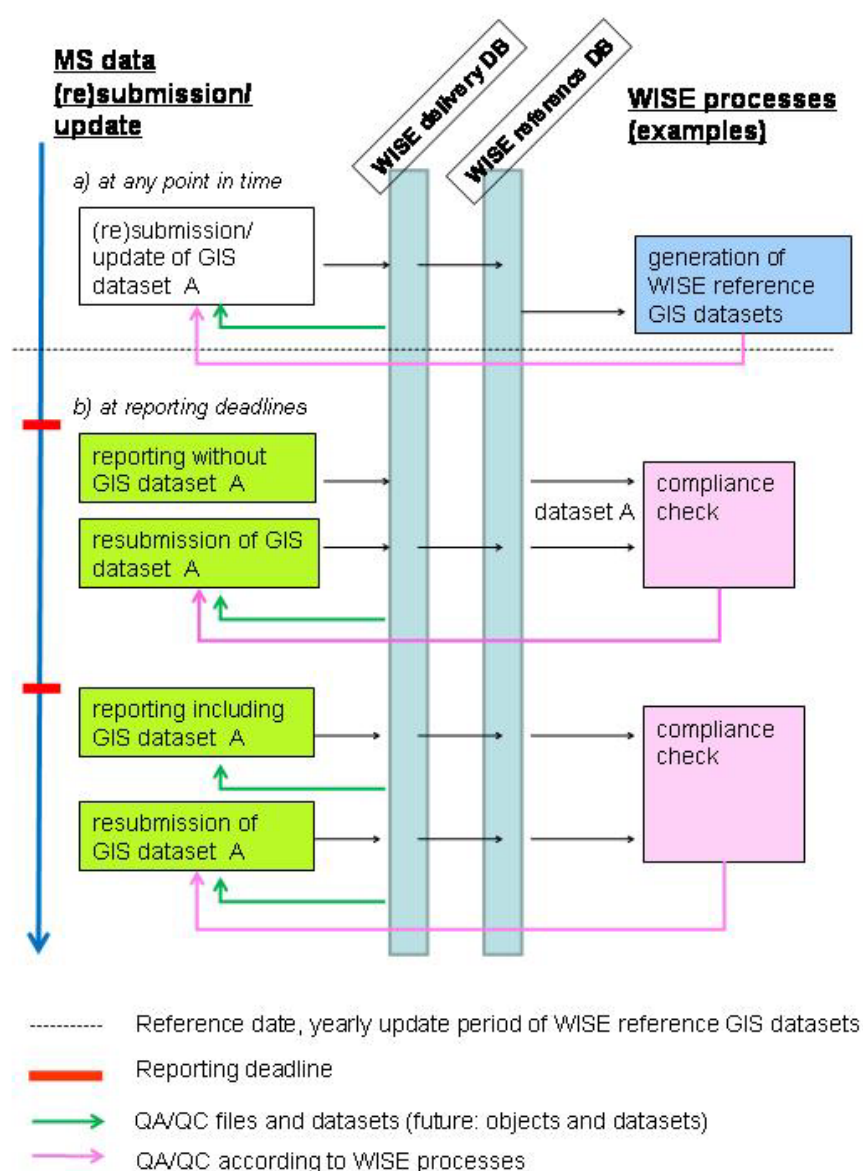 MS data
(re)submission/
update
WISE delivery DB
WISE reference DB
WISE processes
(examples)
a) at any point in time
(re)submission/
update of GIS
dataset A
generation of
WISE reference
GIS datasets
b) at reporting deadlines
reporting without
GIS dataset A
dataset A
compliance
check
resubmission of GIS
dataset A
reporting including
GIS dataset A
compliance
check
resubmission of
GIS dataset A
Reference date, yearly update period of WISE reference GIS datasets
Reporting deadline
QA/QC files and datasets (future: objects and datasets)
QA/QC according to WISE processes